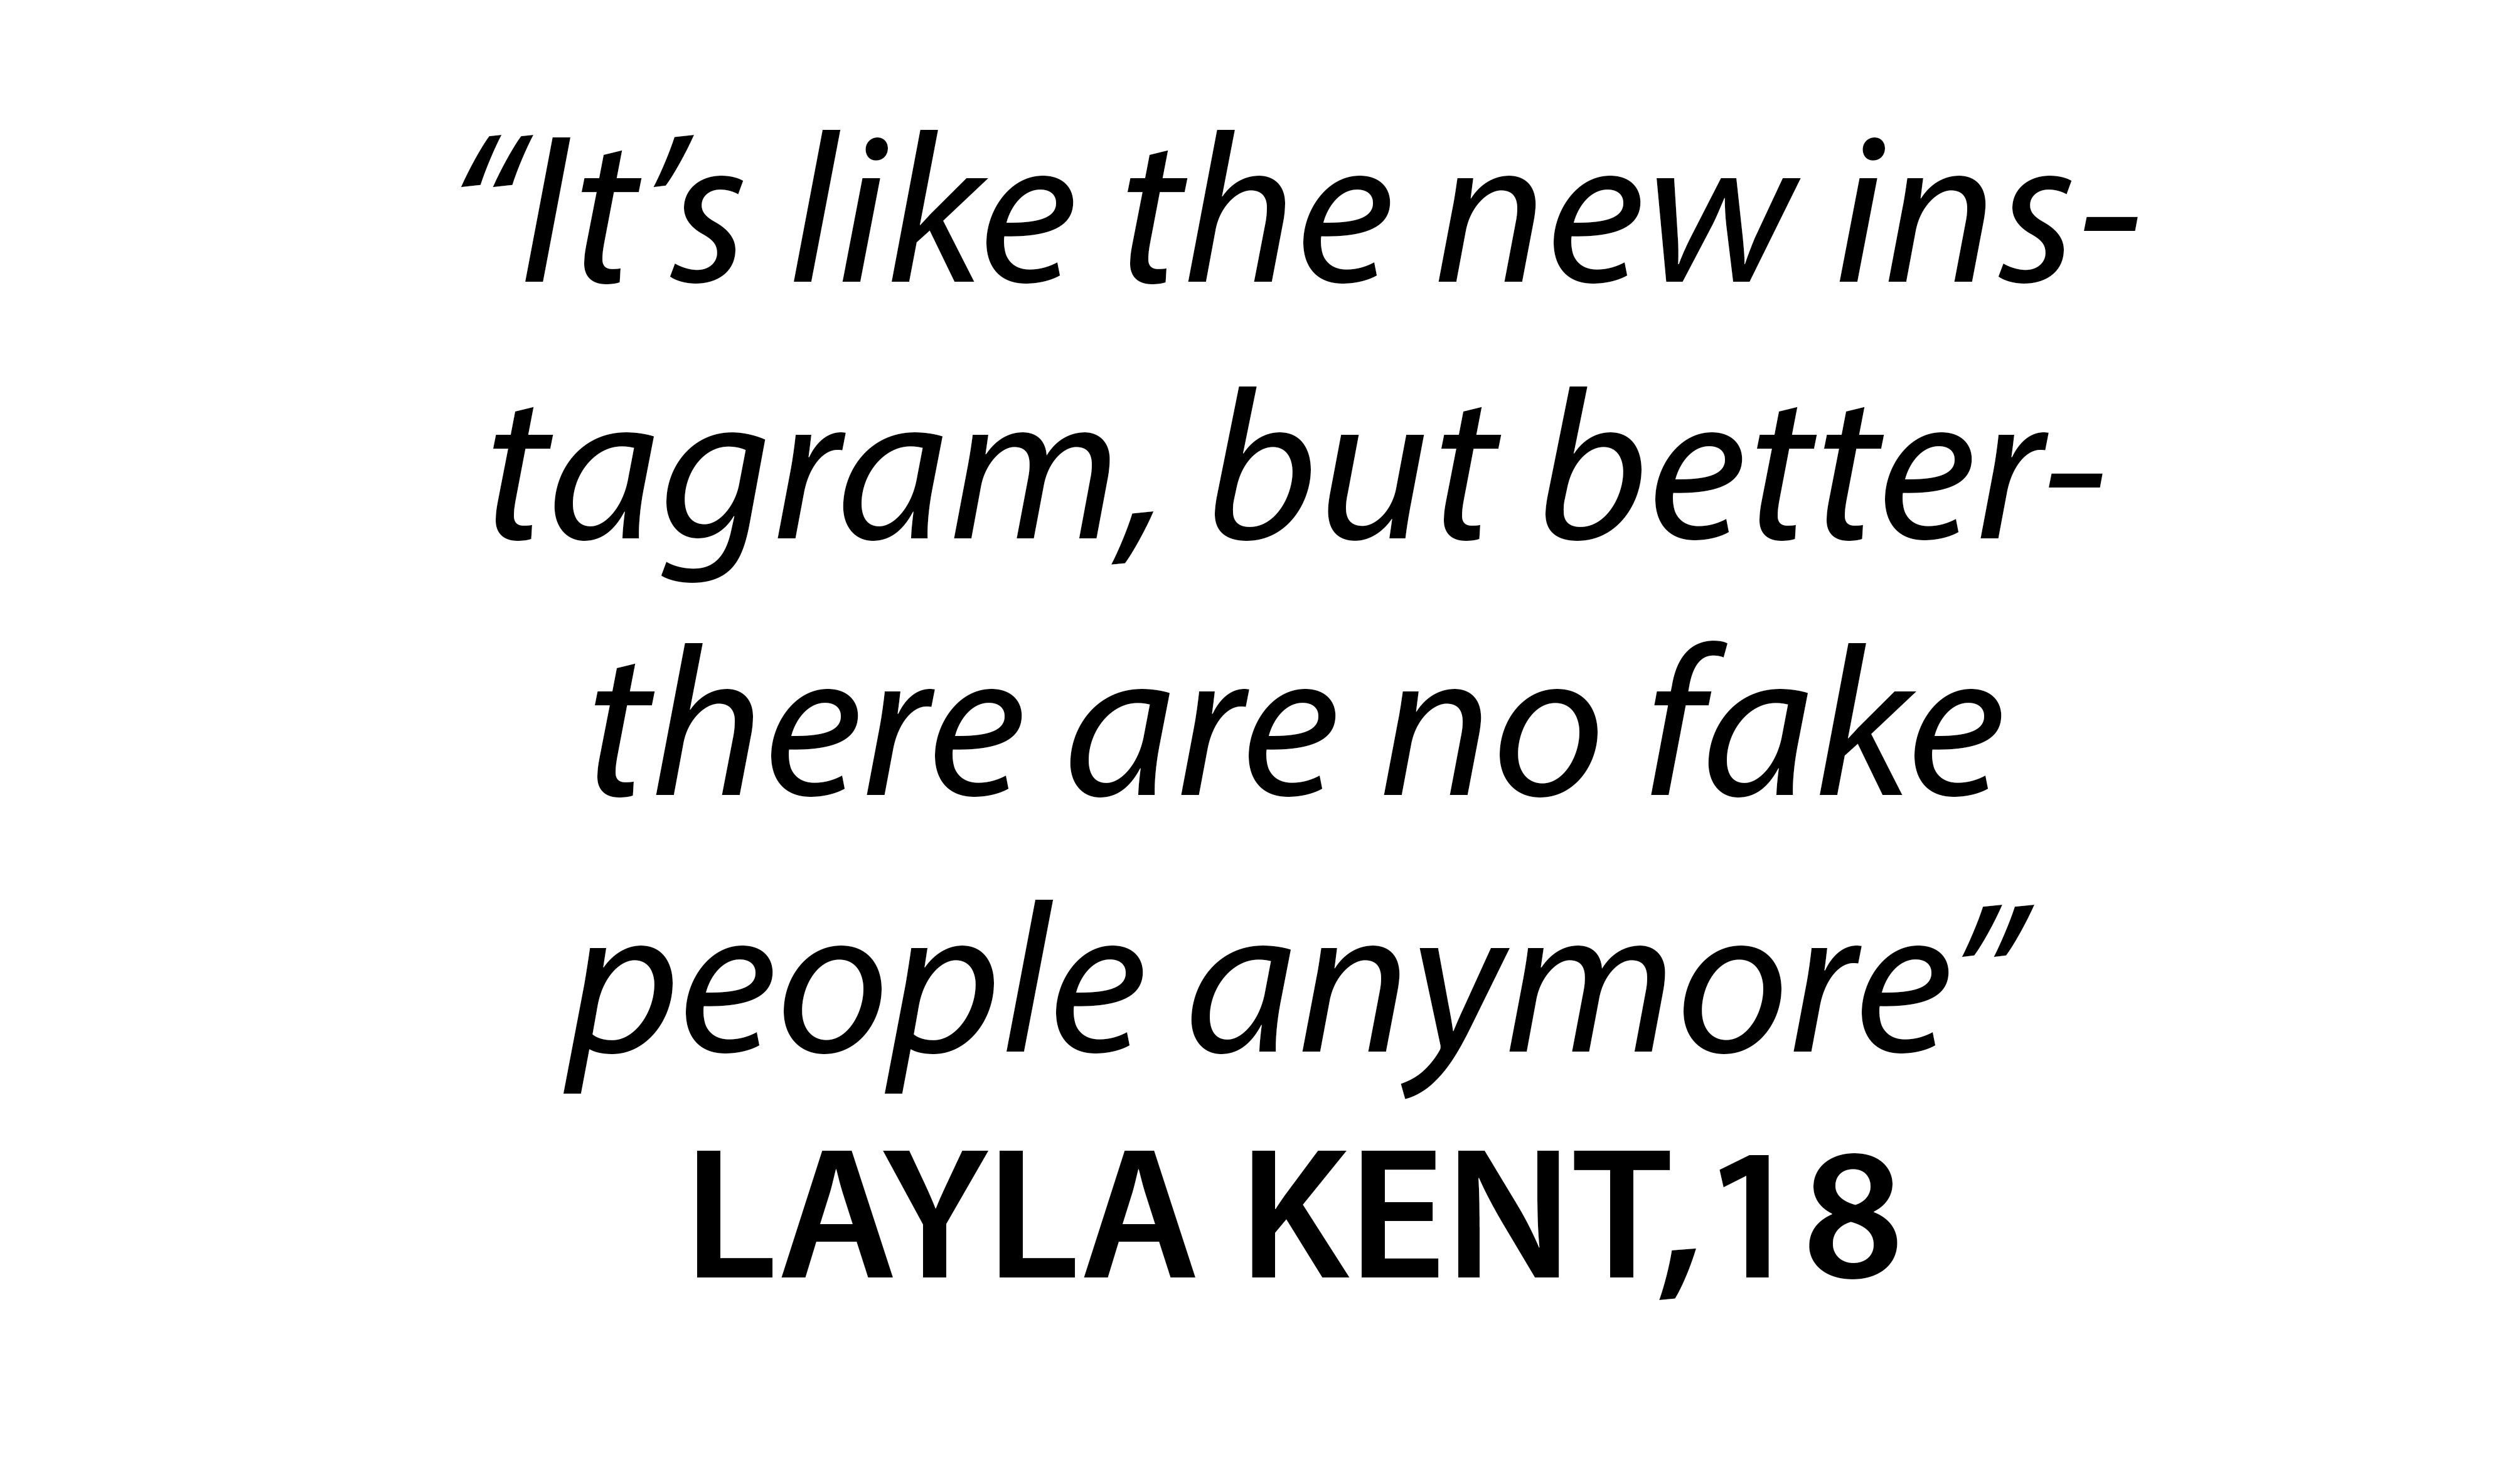 “It’s like the new ins-
tagram, but better-
there are no fake
people anymore”
LAYLA KENT,18